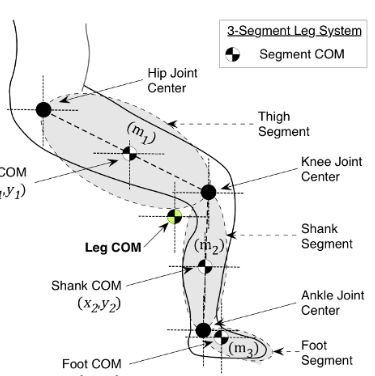 3-Segment Leg System
Segment COM
Hip Joint
Center
Thigh
Segment
(m₁)
COM
,y₁)
Knee Joint
Center
Leg COM
(m₂)
Shank
Segment
Shank COM
(x₂,y₂)
Ankle Joint
Center
(m₃)
Foot
Segment
Foot COM